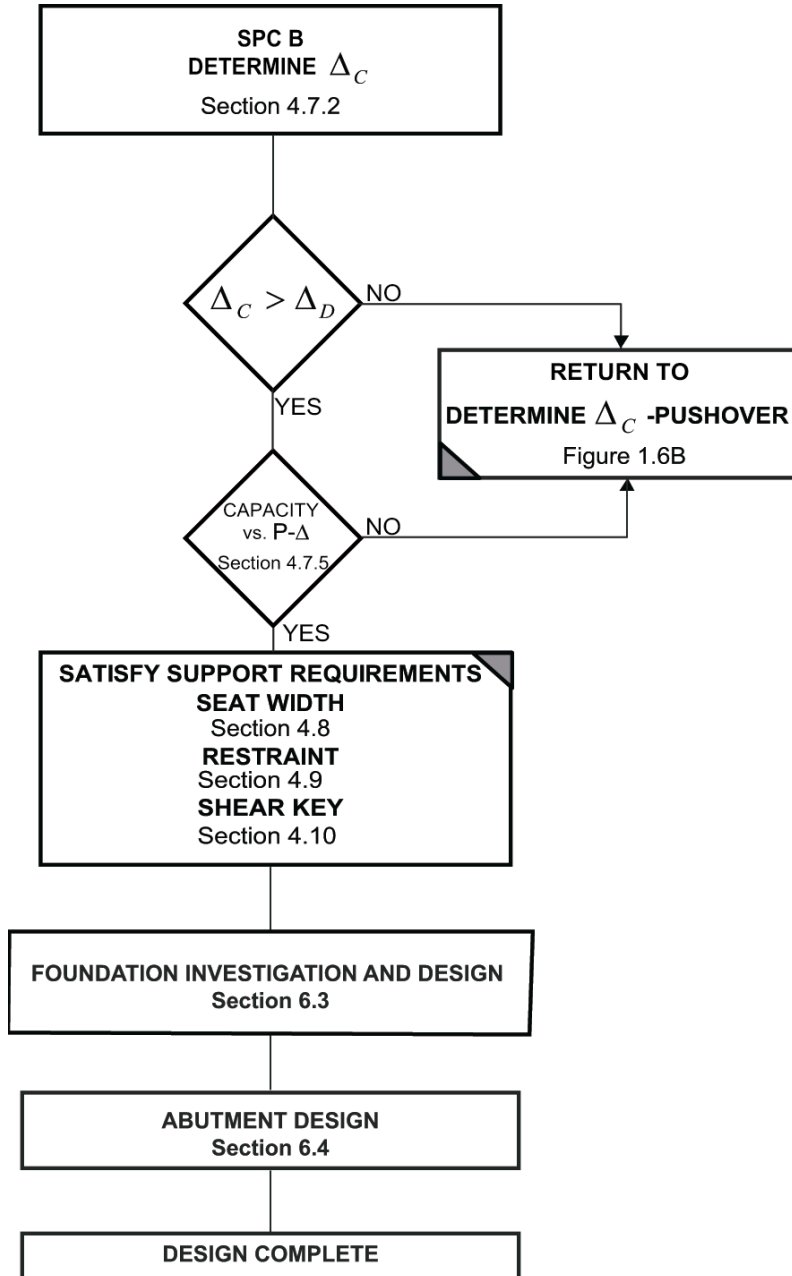 SPC B
DETERMINE Δ_C
Section 4.7.2
Δ_C > Δ_D
NO
YES
RETURN TO
DETERMINE Δ_C -PUSHOVER
Figure 1.6B
CAPACITY
vs. P-Δ
Section 4.7.5
NO
YES
SATISFY SUPPORT REQUIREMENTS
SEAT WIDTH
Section 4.8
RESTRAINT
Section 4.9
SHEAR KEY
Section 4.10
FOUNDATION INVESTIGATION AND DESIGN
Section 6.3
ABUTMENT DESIGN
Section 6.4
DESIGN COMPLETE